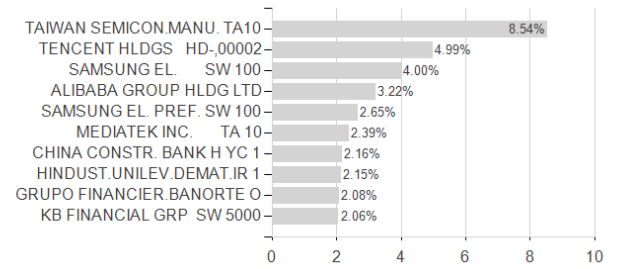 TAIWAN SEMICON.MANU. TA10 8.54%
TENCENT HLDGS HD-,00002 4.99%
SAMSUNG EL. SW 100 4.00%
ALIBABA GROUP HLDG LTD 3.22%
SAMSUNG EL. PREF. SW 100 2.65%
MEDIATEK INC. TA 10 2.39%
CHINA CONSTR. BANK H YC 1 2.16%
HINDUST.UNILEV.DEMAT.IR 1 2.15%
GRUPO FINANCIER.BANORTE O 2.08%
KB FINANCIAL GRP SW 5000 2.06%
0 2 4 6 8 10